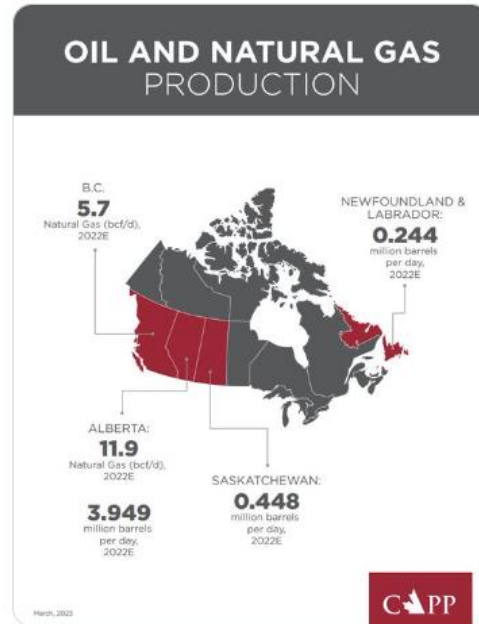 OIL AND NATURAL GAS
PRODUCTION
B.C.
5.7
Natural Gas (bcf/d),
2022E
NEWFOUNDLAND &
LABRADOR:
0.244
million barrels
per day,
2022E
ALBERTA:
11.9
Natural Gas (bcf/d),
2022E
3.949
million barrels
per day,
2022E
SASKATCHEWAN:
0.448
million barrels
per day,
2022E
March, 2023
CAPP